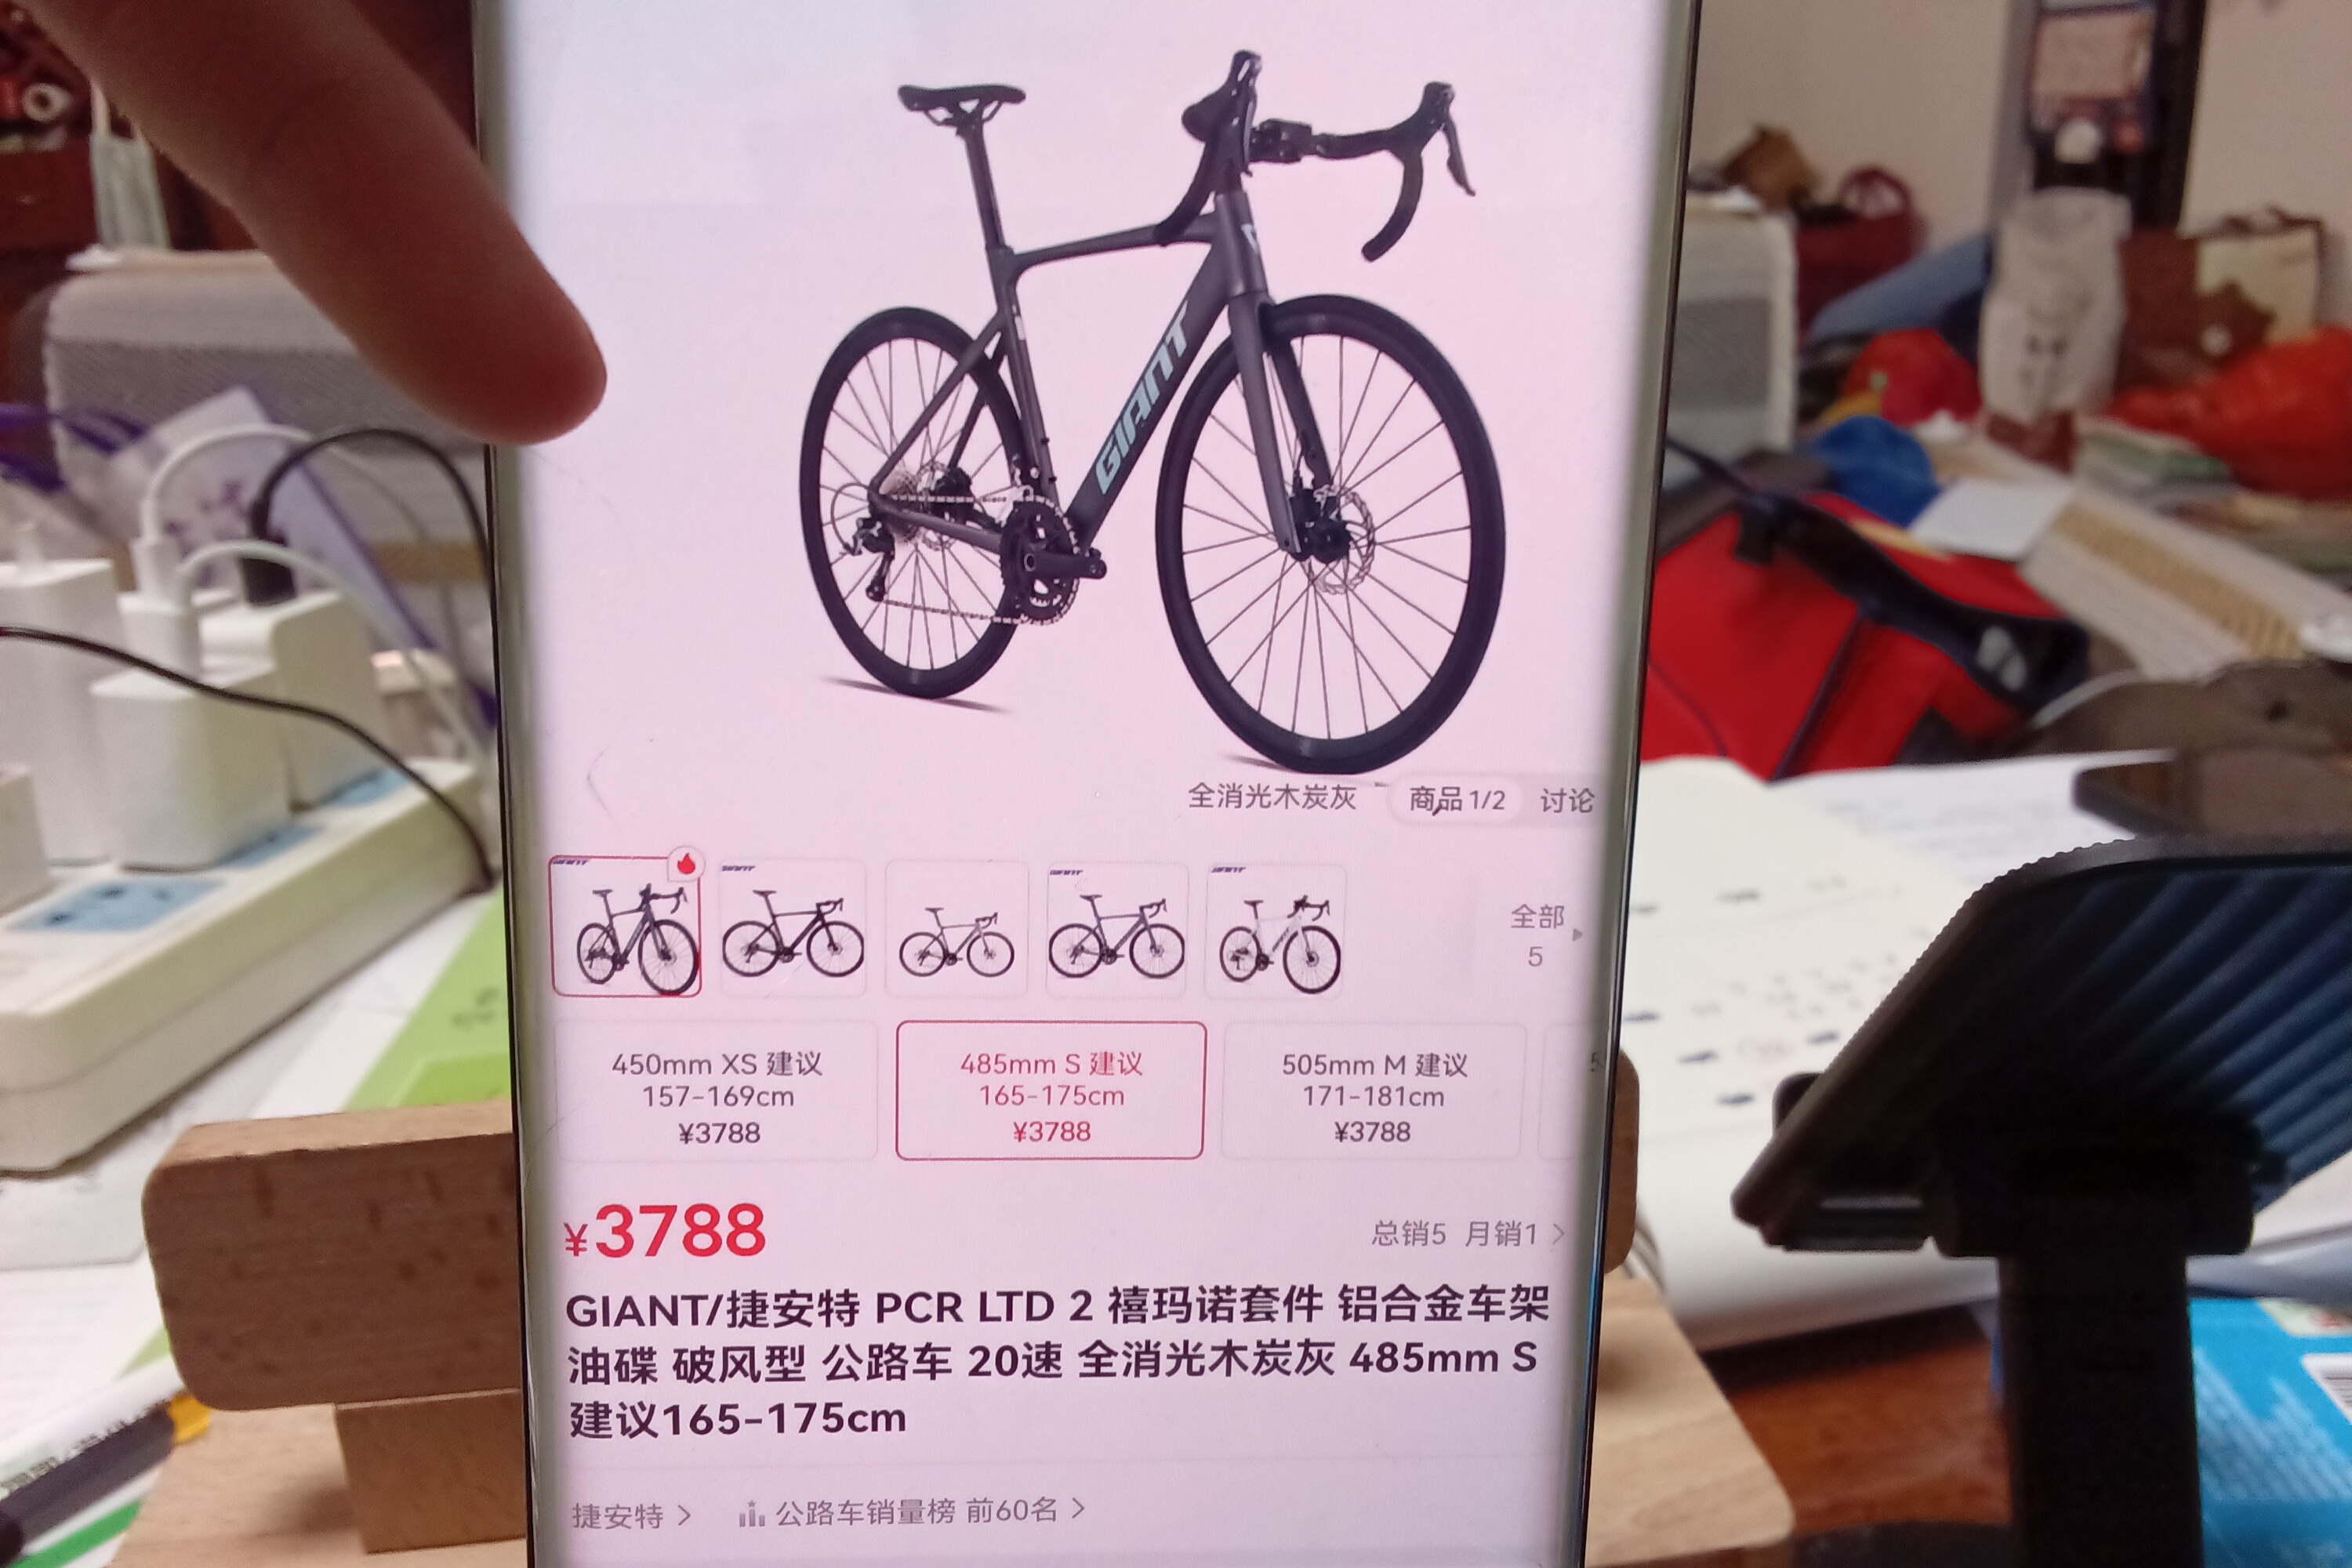 GIANT
全消光木炭灰
商品1/2
讨论
GIANT
GIANT
GIANT
GIANT
全部
5
450mm XS 建议
157-169cm
¥3788
485mm S 建议
165-175cm
¥3788
505mm M 建议
171-181cm
¥3788
¥3788
总销5 月销1 >
GIANT/捷安特 PCR LTD 2 禧玛诺套件 铝合金车架
油碟 破风型 公路车 20速 全消光木炭灰 485mm S
建议165-175cm
捷安特 >
公路车销量榜 前60名 >